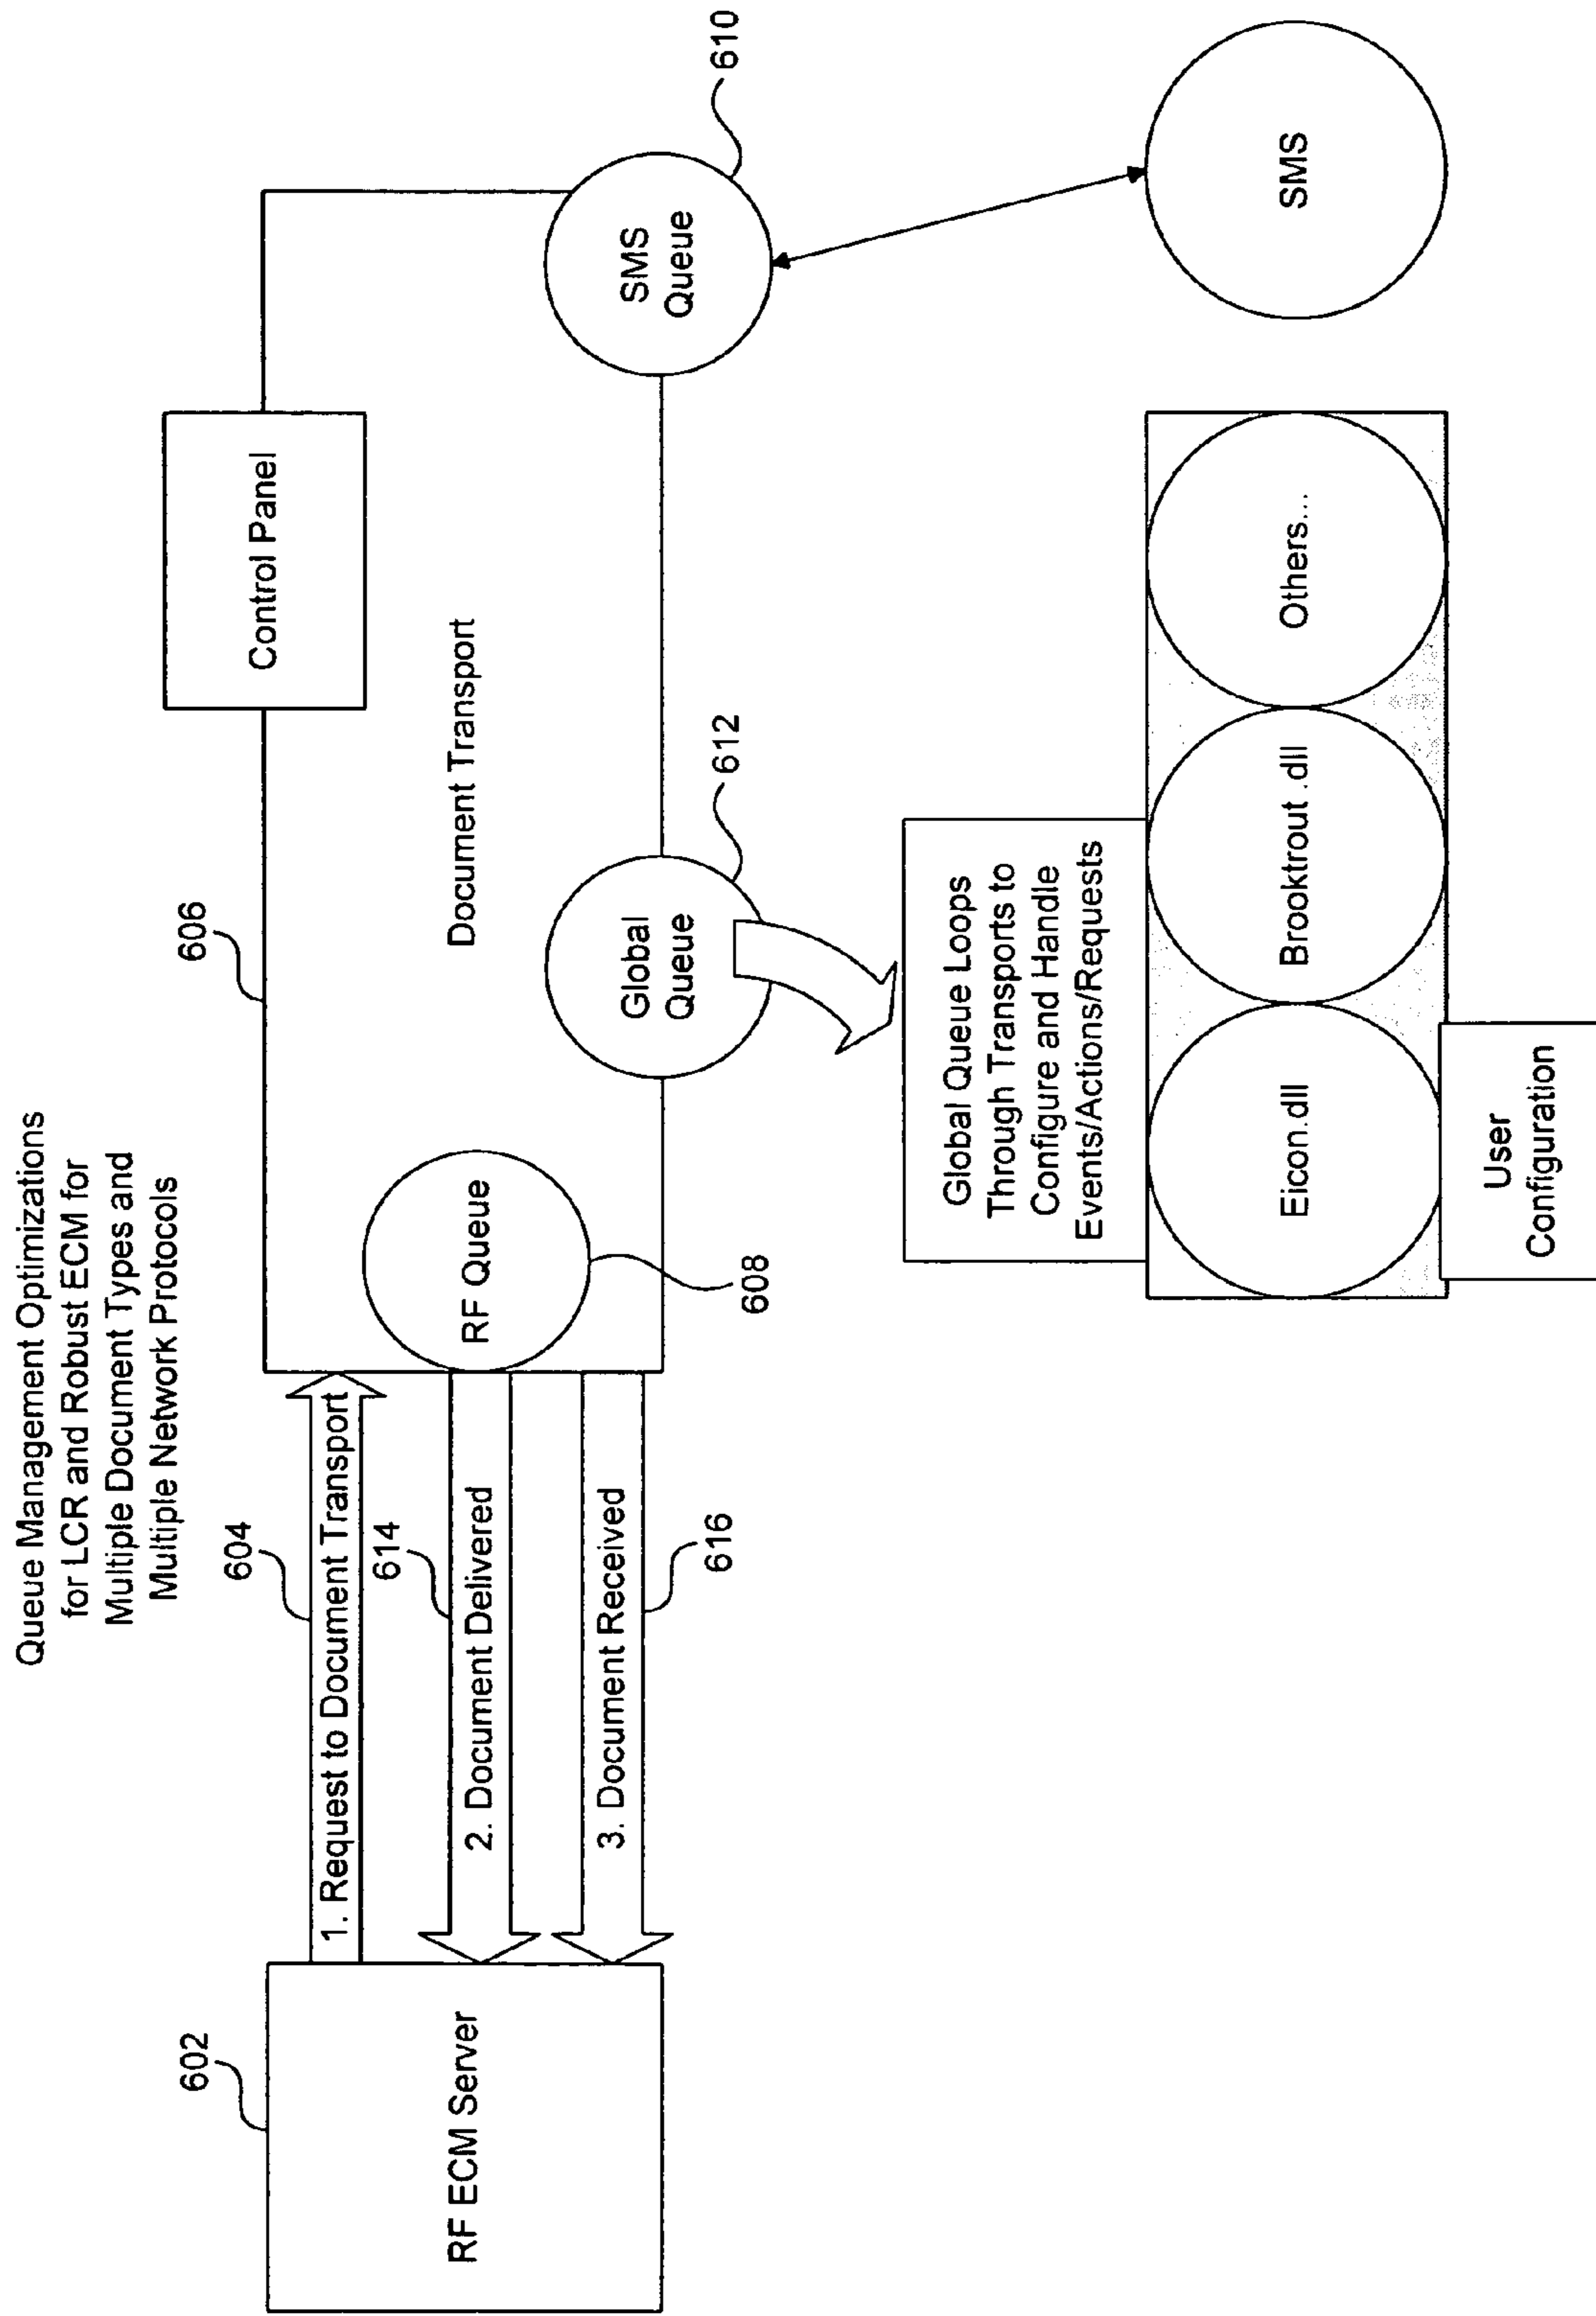 Queue Management Optimizations
for LCR and Robust ECM for
Multiple Document Types and
Multiple Network Protocols
602
RF ECM Server
604
1. Request to Document Transport
614
2. Document Delivered
3. Document Received
616
606
Control Panel
Document Transport
RF Queue
608
Global
Queue
612
SMS
Queue
610
Global Queue Loops
Through Transports to
Configure and Handle
Events/Actions/Requests
Eicon.dll
Brooktrout .dll
Others...
SMS
User
Configuration